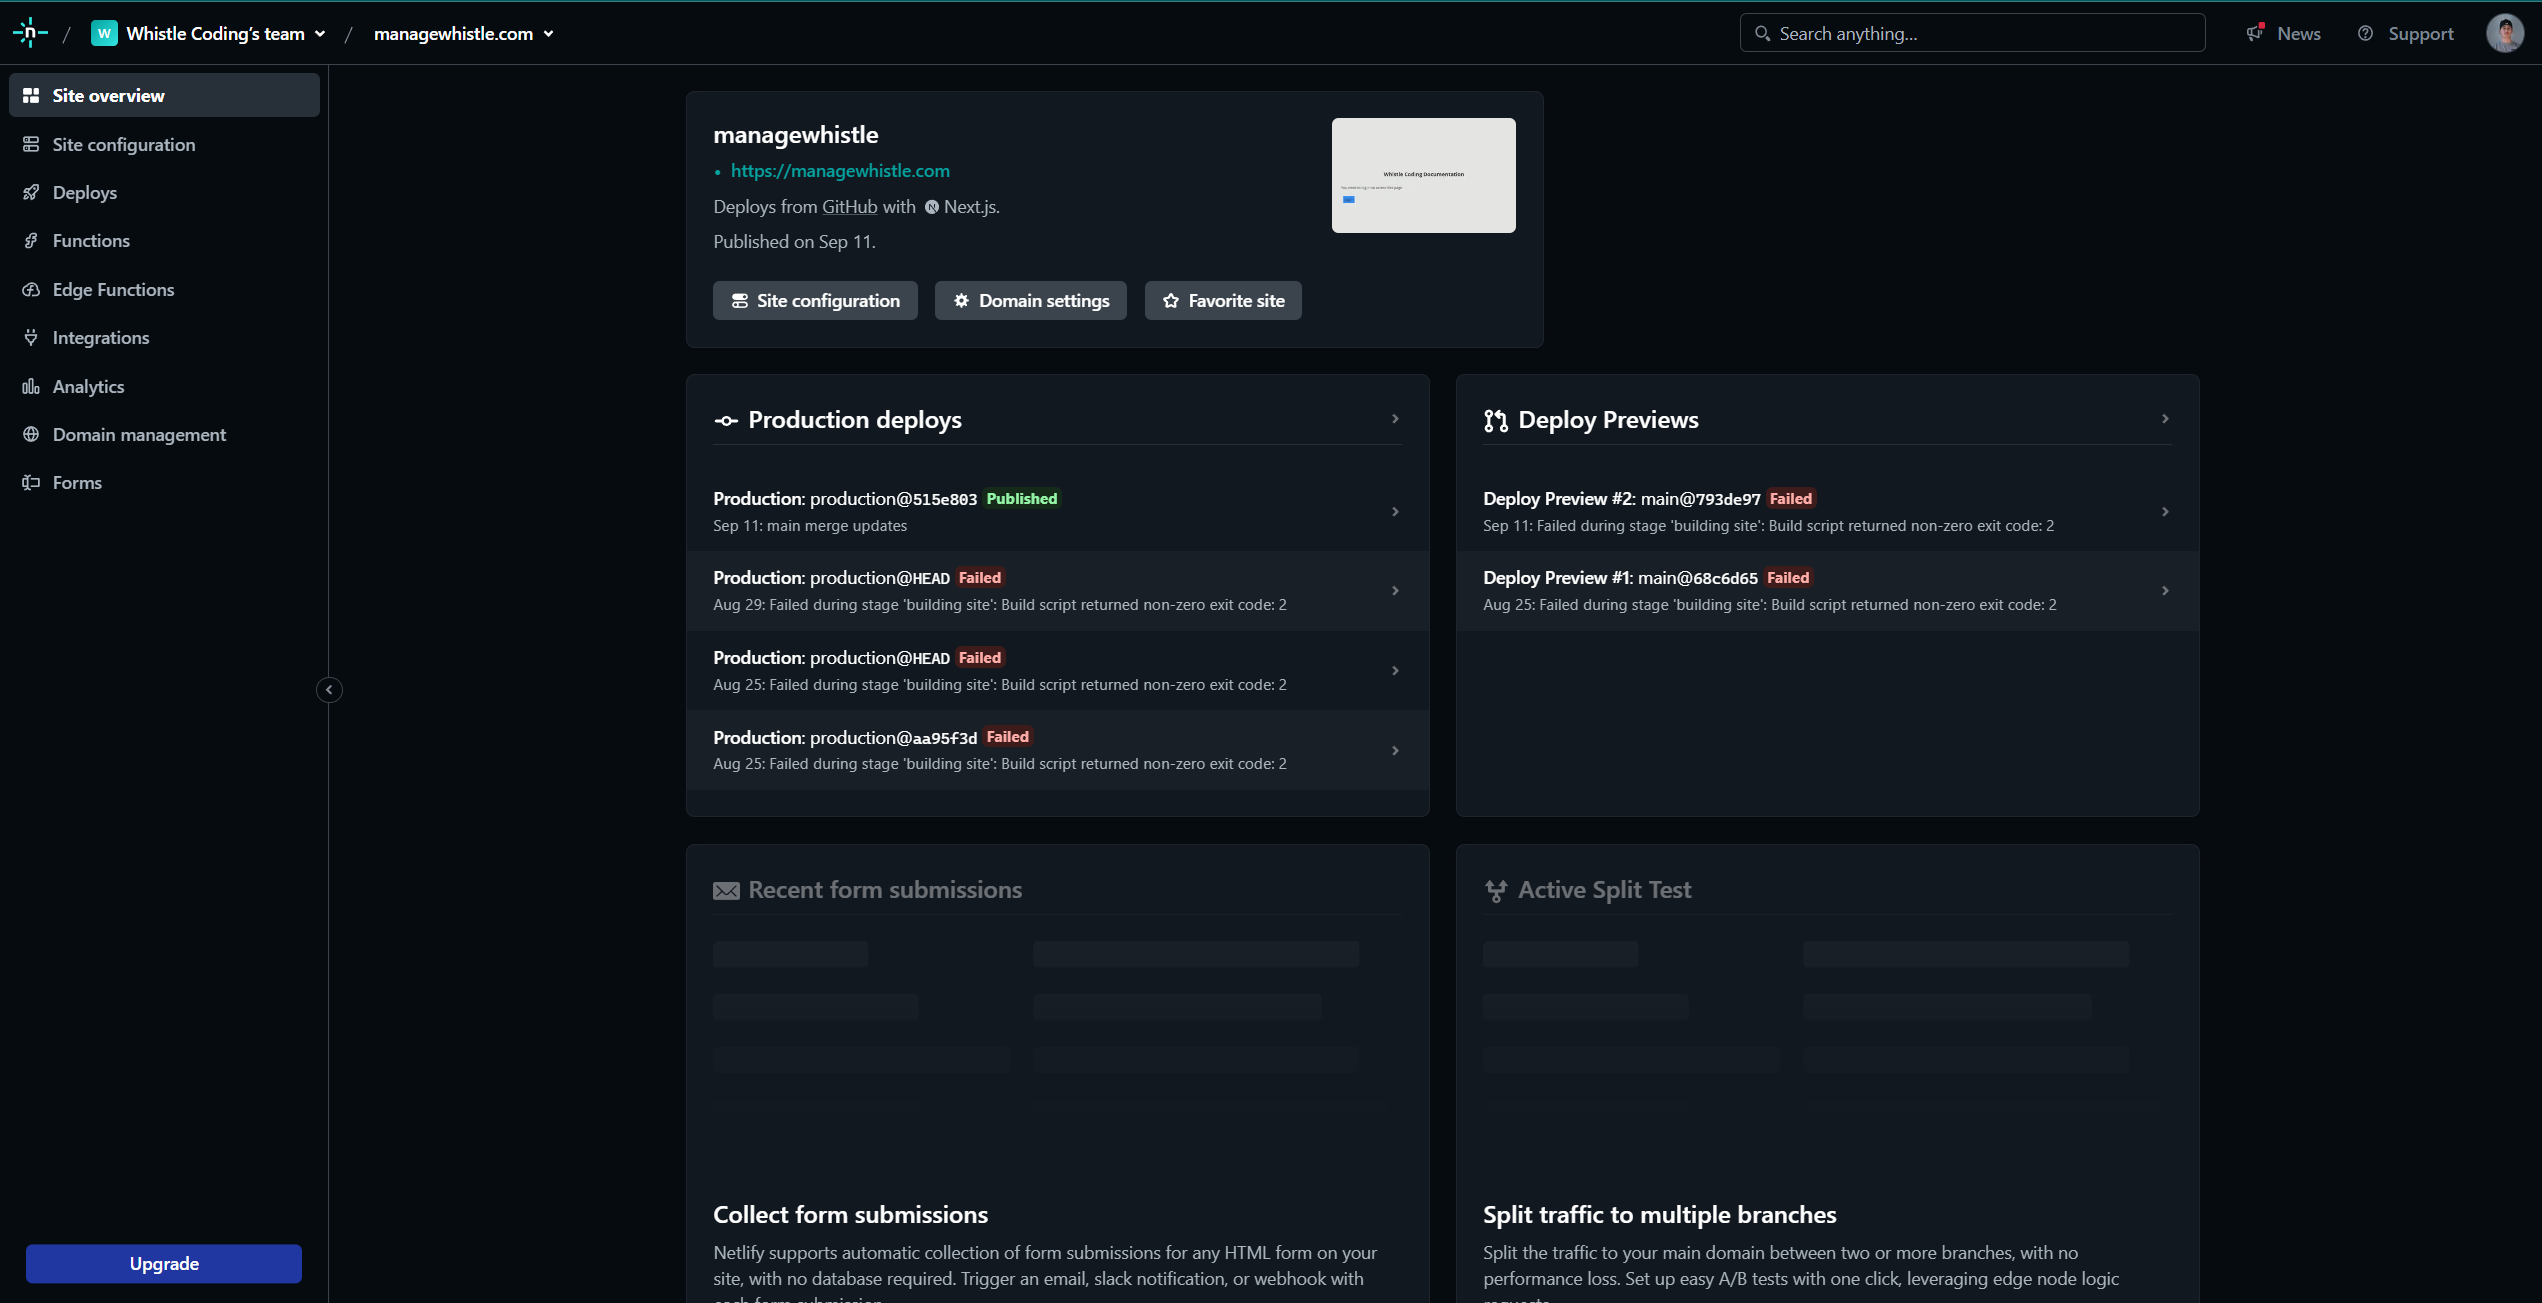 n / W Whistle Coding's team / managewhistle.com
Search anything...
News
Support
Site overview
Site configuration
Deploys
Functions
Edge Functions
Integrations
Analytics
Domain management
Forms
Upgrade
managewhistle
• https://managewhistle.com
Deploys from GitHub with N Next.js.
Published on Sep 11.
Whistle Coding Documentation
Site configuration
Domain settings
Favorite site
Production deploys
Production: production@515e803 Published
Sep 11: main merge updates
Production: production@HEAD Failed
Aug 29: Failed during stage 'building site': Build script returned non-zero exit code: 2
Production: production@HEAD Failed
Aug 25: Failed during stage 'building site': Build script returned non-zero exit code: 2
Production: production@aa95f3d Failed
Aug 25: Failed during stage 'building site': Build script returned non-zero exit code: 2
Deploy Previews
Deploy Preview #2: main@793de97 Failed
Sep 11: Failed during stage 'building site': Build script returned non-zero exit code: 2
Deploy Preview #1: main@68c6d65 Failed
Aug 25: Failed during stage 'building site': Build script returned non-zero exit code: 2
Recent form submissions
Collect form submissions
Netlify supports automatic collection of form submissions for any HTML form on your
site, with no database required. Trigger an email, slack notification, or webhook with
Active Split Test
Split traffic to multiple branches
Split the traffic to your main domain between two or more branches, with no
performance loss. Set up easy A/B tests with one click, leveraging edge node logic